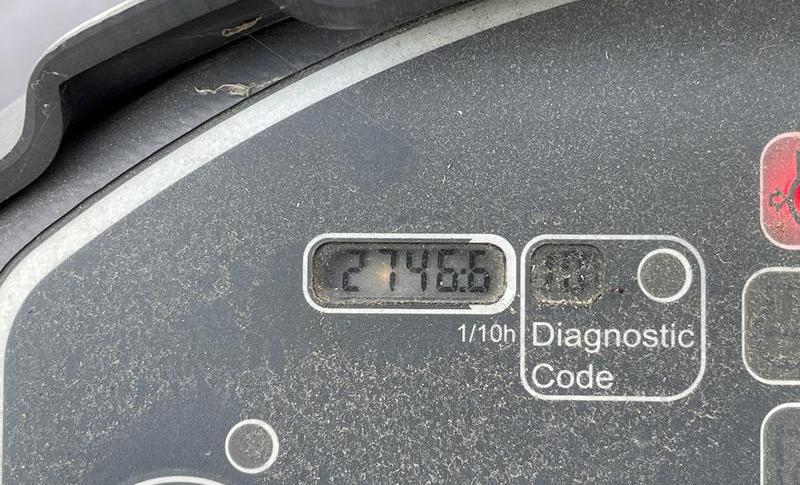 2746.6
1/10h
Diagnostic
Code